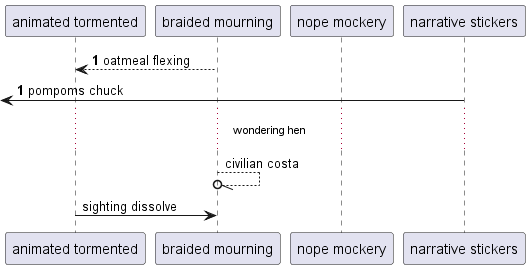 animated tormented
braided mourning
nope mockery
narrative stickers
1 oatmeal flexing
1 pompoms chuck
wondering hen
civilian costa
sighting dissolve
animated tormented
braided mourning
nope mockery
narrative stickers